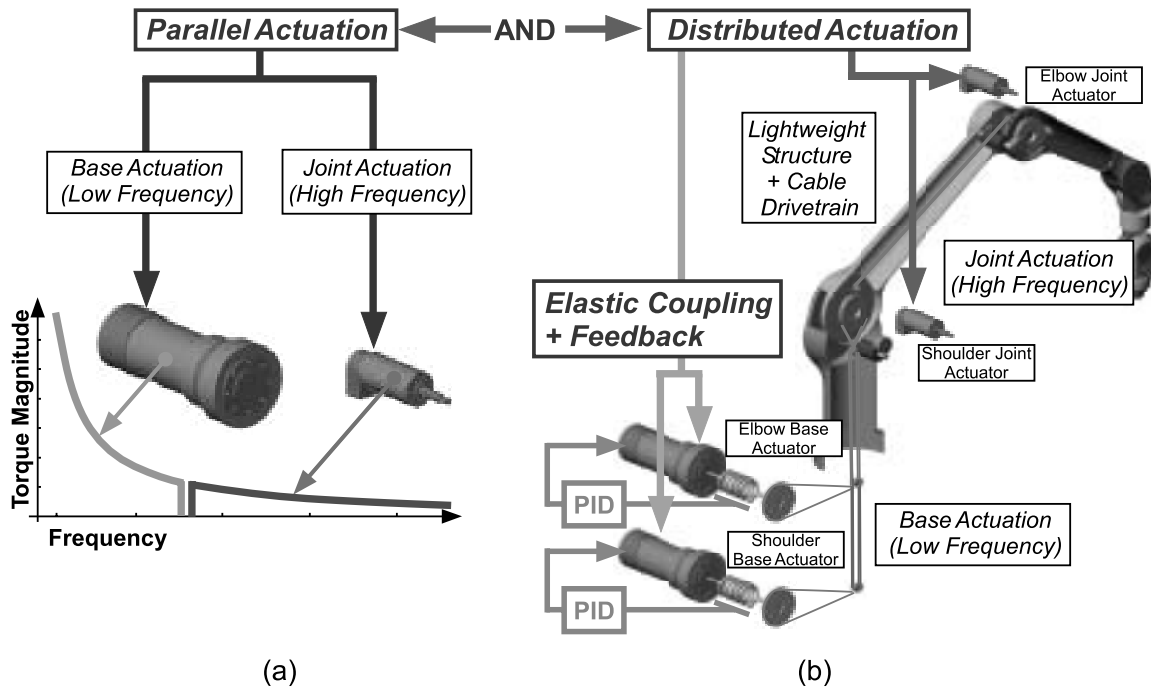 Parallel Actuation
AND
Distributed Actuation
Base Actuation
(Low Frequency)
Joint Actuation
(High Frequency)
Torque Magnitude
Frequency
(a)
Elbow Joint
Actuator
Lightweight
Structure
+ Cable
Drivetrain
Joint Actuation
(High Frequency)
Elastic Coupling
+ Feedback
Shoulder Joint
Actuator
Elbow Base
Actuator
PID
Base Actuation
(Low Frequency)
Shoulder
Base Actuator
PID
(b)